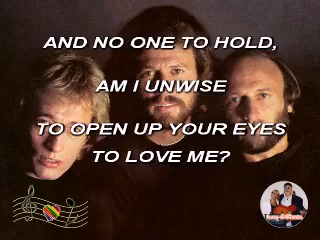 AND NO ONE TO HOLD,
AM I UNWISE
TO OPEN UP YOUR EYES
TO LOVE ME?